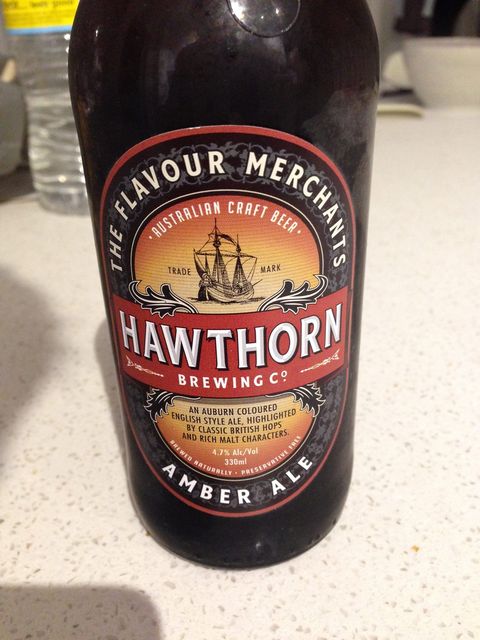 THE FLAVOUR MERCHANTS
• AUSTRALIAN CRAFT BEER •
TRADE MARK
HAWTHORN
BREWING Cº
AN AUBURN COLOURED
ENGLISH STYLE ALE, HIGHLIGHTED
BY CLASSIC BRITISH HOPS
AND RICH MALT CHARACTERS.
4.7% Alc/Vol
330ml
BREWED NATURALLY • PRESERVATIVE FREE
AMBER ALE